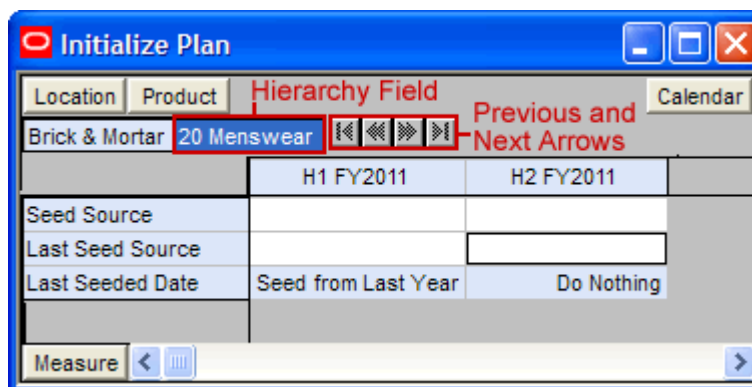 Initialize Plan
Location Product Hierarchy Field Calendar
Brick & Mortar 20 Menswear Previous and
Next Arrows
H1 FY2011 H2 FY2011
Seed Source
Last Seed Source
Last Seeded Date Seed from Last Year Do Nothing
Measure